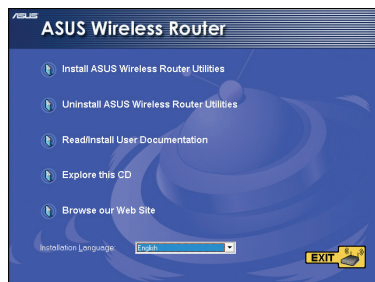 ASUS
ASUS Wireless Router
Install ASUS Wireless Router Utilities
Uninstall ASUS Wireless Router Utilities
Read/Install User Documentation
Explore this CD
Browse our Web Site
Installation Language: English
EXIT